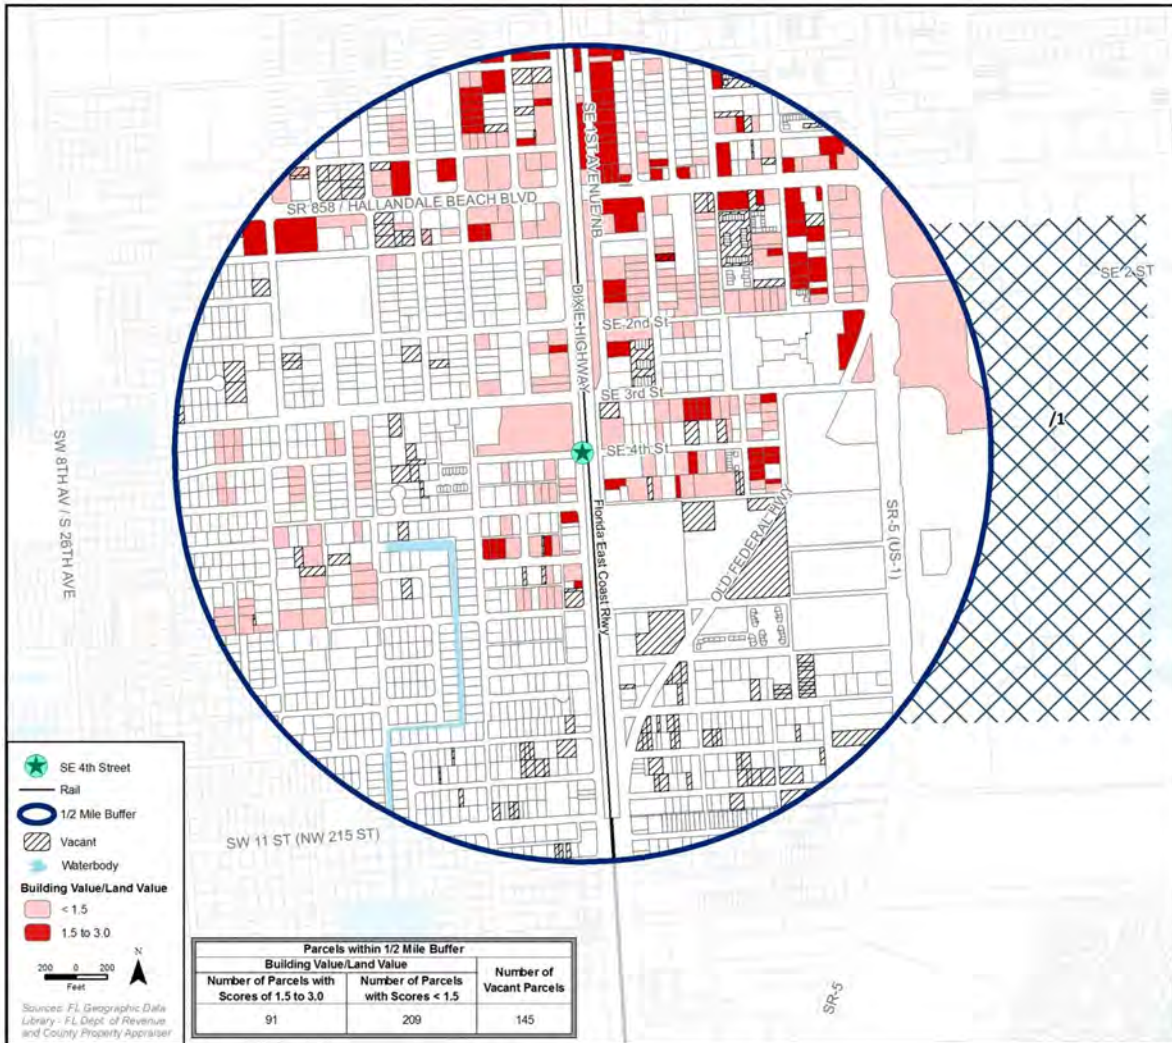 SE 1ST AVENUE/NB
SR 858 / HALLANDALE BEACH BLVD
SE 2 ST
DIXIE HIGHWAY
SE 2nd St
SE 3rd St
/1
SE 4th St
SW 8TH AV / S 26TH AVE
Florida East Coast Rlwy
OLD FEDERAL HWY
SR-5 (US-1)
SW 11 ST (NW 215 ST)
SR-5
SE 4th Street
Rail
1/2 Mile Buffer
Vacant
Waterbody
Building Value/Land Value
< 1.5
1.5 to 3.0
N
200 0 200
Feet
Sources: FL Geographic Data
Library - FL Dept. of Revenue
and County Property Appraiser
Parcels within 1/2 Mile Buffer
Building Value/Land Value
Number of Parcels with
Scores of 1.5 to 3.0
Number of Parcels
with Scores < 1.5
Number of
Vacant Parcels
91 209 145